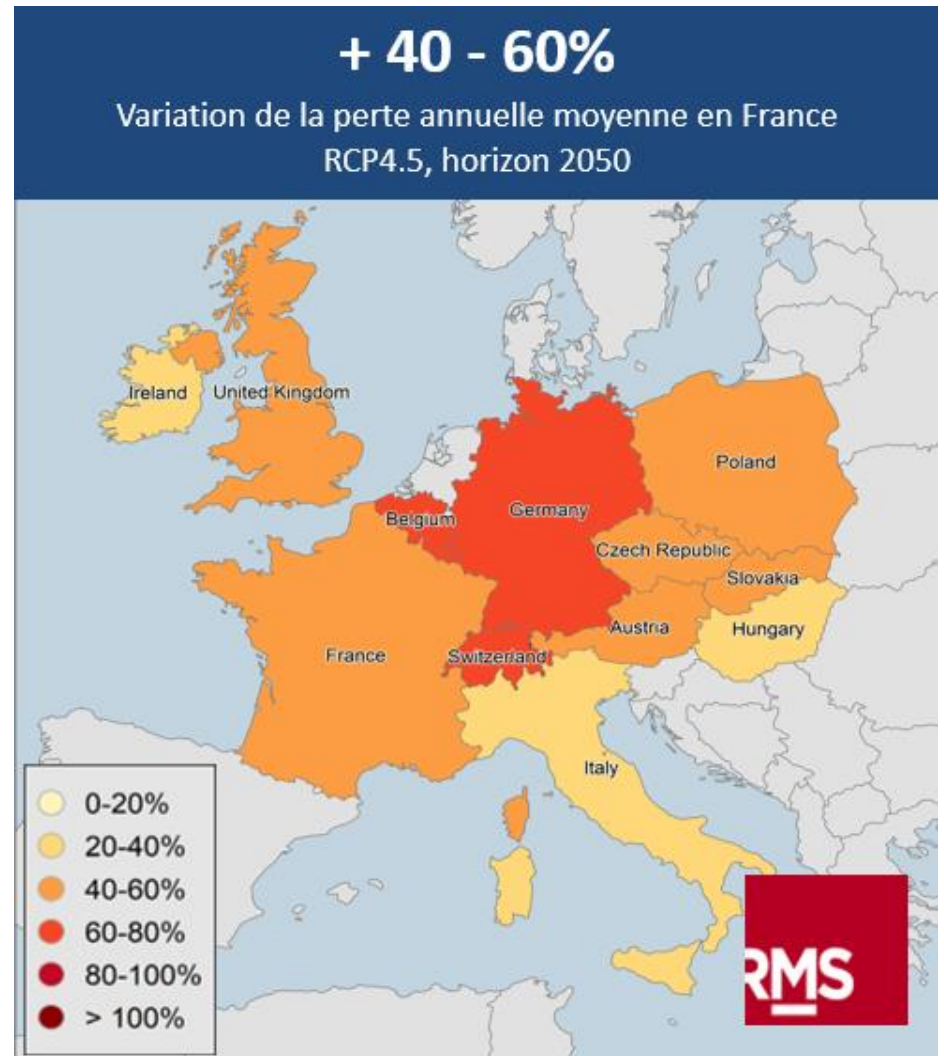 + 40 - 60%
Variation de la perte annuelle moyenne en France
RCP4.5, horizon 2050
Ireland
United Kingdom
Poland
Belgium
Germany
Czech Republic
Slovakia
Austria
Hungary
France
Switzerland
Italy
0-20%
20-40%
40-60%
60-80%
80-100%
> 100%
RMS